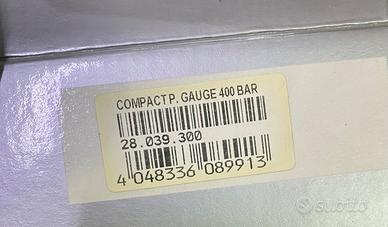 COMPACT P. GAUGE 400 BAR
28.039.300
4 048336 089913
Subito